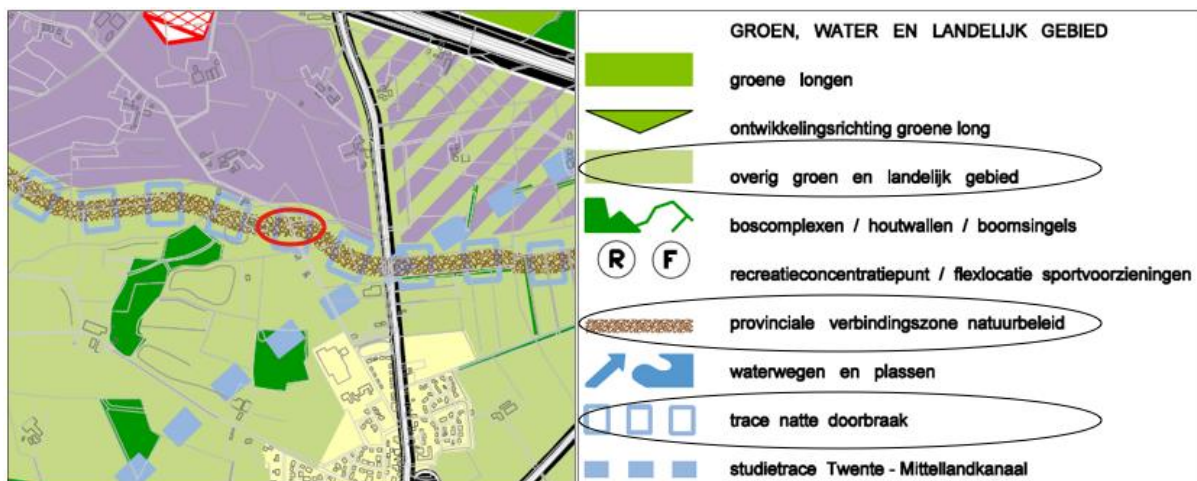 GROEN, WATER EN LANDELIJK GEBIED
groene longen
ontwikkelingsrichting groene long
overig groen en landelijk gebied
boscomplexen / houtwallen / boomsingels
R F
recreatieconcentratiepunt / flexlocatie sportvoorzieningen
provinciale verbindingszone natuurbeleid
waterwegen en plassen
trace natte doorbraak
studietrace Twente - Mittellandkanaal